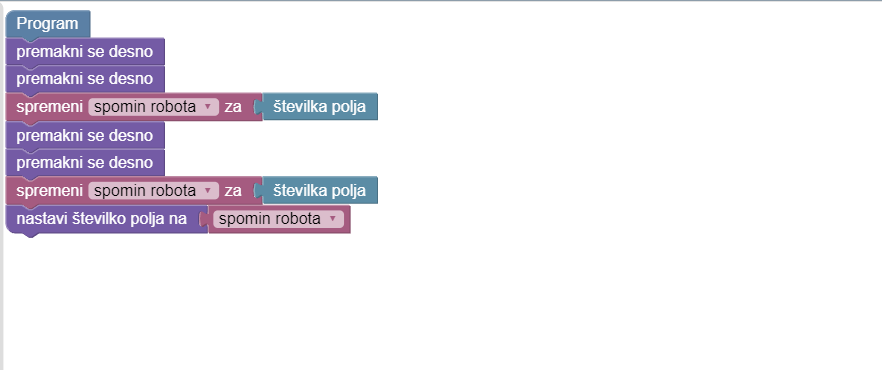 Program
premakni se desno
premakni se desno
spremeni spomin robota za številka polja
premakni se desno
premakni se desno
spremeni spomin robota za številka polja
nastavi številko polja na spomin robota